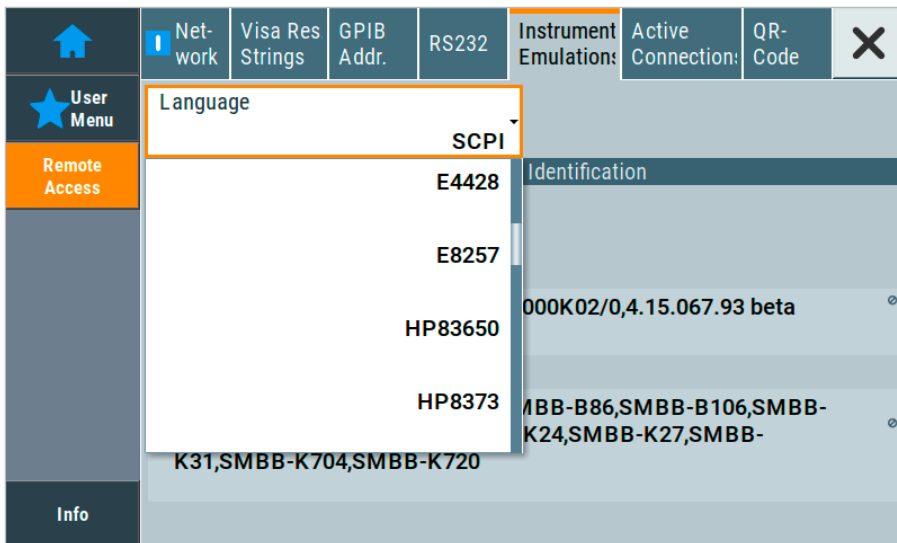 Net-
work
Visa Res
Strings
GPIB
Addr.
RS232
Instrument
Emulations
Active
Connection
QR-
Code
User
Menu
Remote
Access
Info
Language
SCPI
E4428
E8257
HP83650
HP8373
Identification
000K02/0,4.15.067.93 beta
MBB-B86,SMBB-B106,SMBB-
K24,SMBB-K27,SMBB-
K31,SMBB-K704,SMBB-K720